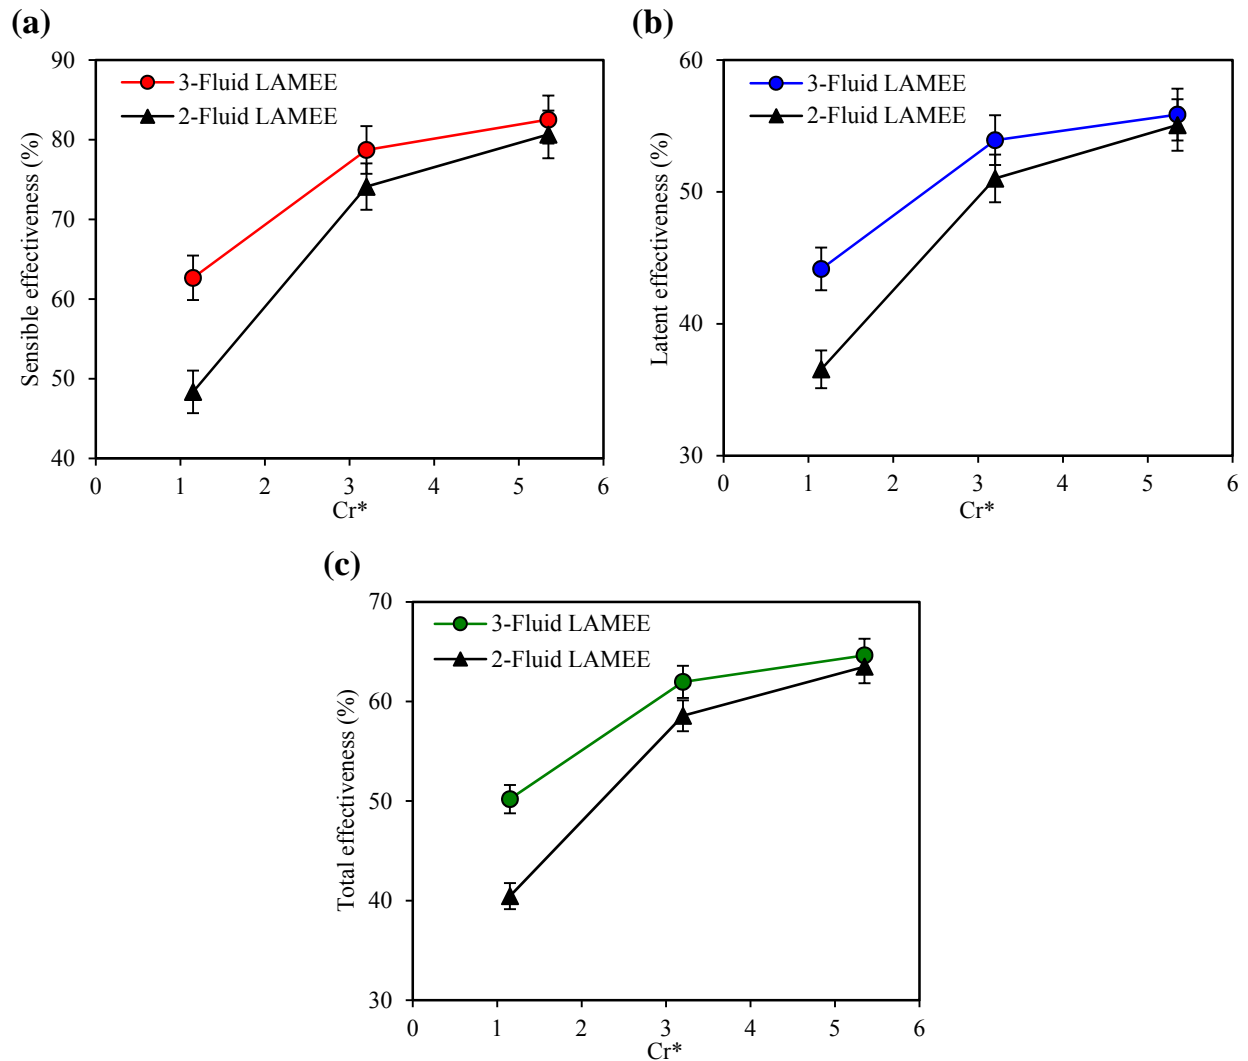 (a)
90
80
70
60
50
40
Sensible effectiveness (%)
3-Fluid LAMEE
2-Fluid LAMEE
0 1 2 3 4 5 6
Cr*
(b)
60
50
40
30
Latent effectiveness (%)
3-Fluid LAMEE
2-Fluid LAMEE
0 1 2 3 4 5 6
Cr*
(c)
70
60
50
40
30
Total effectiveness (%)
3-Fluid LAMEE
2-Fluid LAMEE
0 1 2 3 4 5 6
Cr*